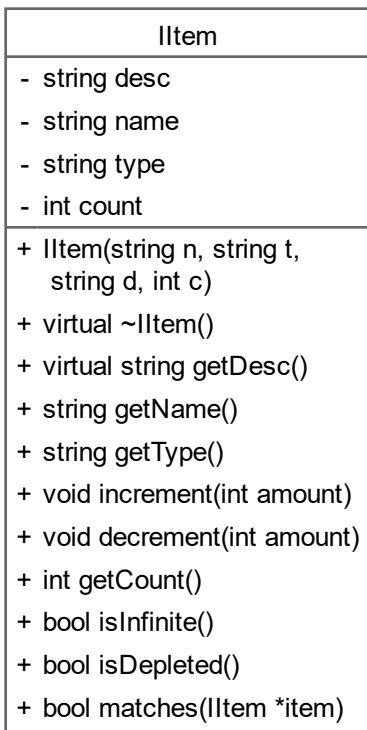 IItem
- string desc
- string name
- string type
- int count
+ IItem(string n, string t,
string d, int c)
+ virtual ~IItem()
+ virtual string getDesc()
+ string getName()
+ string getType()
+ void increment(int amount)
+ void decrement(int amount)
+ int getCount()
+ bool isInfinite()
+ bool isDepleted()
+ bool matches(IItem *item)